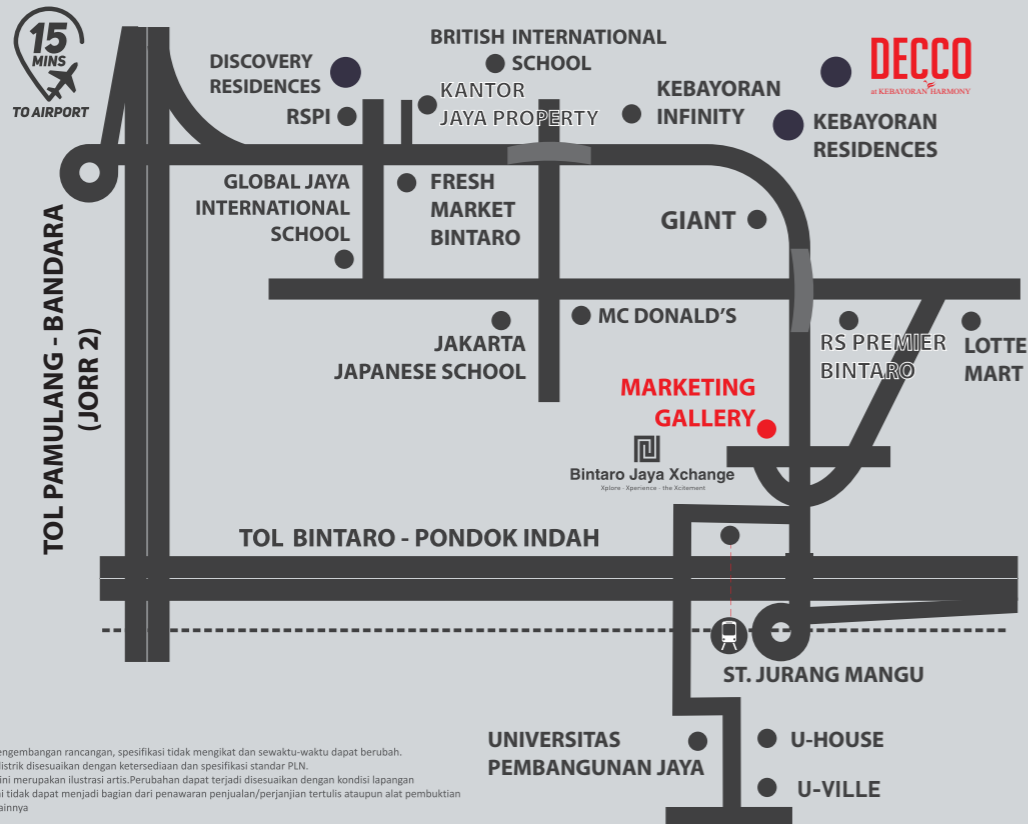 15
MINS
TO AIRPORT
DISCOVERY
RESIDENCES
BRITISH INTERNATIONAL
SCHOOL
DECCO
at KEBAYORAN HARMONY
RSPI
KANTOR
JAYA PROPERTY
KEBAYORAN
INFINITY
KEBAYORAN
RESIDENCES
GLOBAL JAYA
INTERNATIONAL
SCHOOL
FRESH
MARKET
BINTARO
GIANT
TOL PAMULANG - BANDARA
(JORR 2)
MC DONALD'S
JAKARTA
JAPANESE SCHOOL
RS PREMIER
BINTARO
LOTTE
MART
MARKETING
GALLERY
Bintaro Jaya Xchange
Xplore - Xperience - the Xcitement
TOL BINTARO - PONDOK INDAH
ST. JURANG MANGU
UNIVERSITAS
PEMBANGUNAN JAYA
U-HOUSE
U-VILLE
engembangan rancangan, spesifikasi tidak mengikat dan sewaktu-waktu dapat berubah.
listrik disesuaikan dengan ketersediaan dan spesifikasi standar PLN.
ini merupakan ilustrasi artis.Perubahan dapat terjadi disesuaikan dengan kondisi lapangan
i tidak dapat menjadi bagian dari penawaran penjualan/perjanjian tertulis ataupun alat pembuktian
ainnya